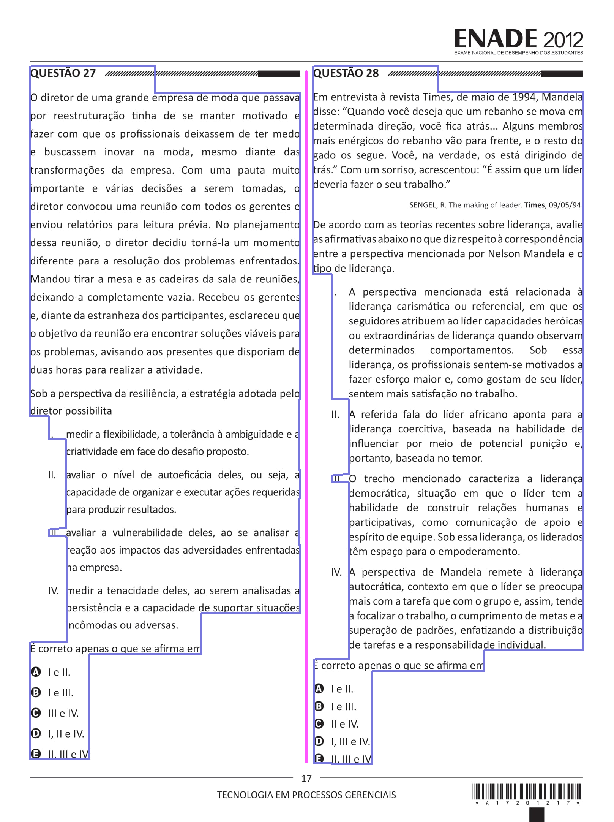 ENADE 2012
EXAME NACIONAL DE DESEMPENHO DOS ESTUDANTES
QUESTÃO 27
O diretor de uma grande empresa de moda que passava
por reestruturação tinha de se manter motivado e
fazer com que os profissionais deixassem de ter medo
e buscassem inovar na moda, mesmo diante das
transformações da empresa. Com uma pauta muito
importante e várias decisões a serem tomadas, o
diretor convocou uma reunião com todos os gerentes e
enviou relatórios para leitura prévia. No planejamento
dessa reunião, o diretor decidiu torná-la um momento
diferente para a resolução dos problemas enfrentados.
Mandou tirar a mesa e as cadeiras da sala de reuniões,
deixando a completamente vazia. Recebeu os gerentes
e, diante da estranheza dos participantes, esclareceu que
o objetivo da reunião era encontrar soluções viáveis para
os problemas, avisando aos presentes que disporiam de
duas horas para realizar a atividade.
Sob a perspectiva da resiliência, a estratégia adotada pelo
diretor possibilita
I. medir a flexibilidade, a tolerância à ambiguidade e a
criatividade em face do desafio proposto.
II. avaliar o nível de autoeficácia deles, ou seja, a
capacidade de organizar e executar ações requeridas
para produzir resultados.
III. avaliar a vulnerabilidade deles, ao se analisar a
reação aos impactos das adversidades enfrentadas
na empresa.
IV. medir a tenacidade deles, ao serem analisadas a
persistência e a capacidade de suportar situações
incômodas ou adversas.
É correto apenas o que se afirma em
A I e II.
B I e III.
C III e IV.
D I, II e IV.
E II, III e IV.
QUESTÃO 28
Em entrevista à revista Times, de maio de 1994, Mandela
disse: “Quando você deseja que um rebanho se mova em
determinada direção, você fica atrás... Alguns membros
mais enérgicos do rebanho vão para frente, e o resto do
gado os segue. Você, na verdade, os está dirigindo de
trás.” Com um sorriso, acrescentou: “É assim que um líder
deveria fazer o seu trabalho.”
SENGEL, R. The making of leader. Times, 09/05/94.
De acordo com as teorias recentes sobre liderança, avalie
as afirmativas abaixo no que diz respeito à correspondência
entre a perspectiva mencionada por Nelson Mandela e o
tipo de liderança.
I. A perspectiva mencionada está relacionada à
liderança carismática ou referencial, em que os
seguidores atribuem ao líder capacidades heróicas
ou extraordinárias de liderança quando observam
determinados comportamentos. Sob essa
liderança, os profissionais sentem-se motivados a
fazer esforço maior e, como gostam de seu líder,
sentem mais satisfação no trabalho.
II. A referida fala do líder africano aponta para a
liderança coercitiva, baseada na habilidade de
influenciar por meio de potencial punição e,
portanto, baseada no temor.
III. O trecho mencionado caracteriza a liderança
democrática, situação em que o líder tem a
habilidade de construir relações humanas e
participativas, como comunicação de apoio e
espírito de equipe. Sob essa liderança, os liderados
têm espaço para o empoderamento.
IV. A perspectiva de Mandela remete à liderança
autocrática, contexto em que o líder se preocupa
mais com a tarefa que com o grupo e, assim, tende
a focalizar o trabalho, o cumprimento de metas e a
superação de padrões, enfatizando a distribuição
de tarefas e a responsabilidade individual.
É correto apenas o que se afirma em
A I e II.
B I e III.
C II e IV.
D I, III e IV.
E II, III e IV.
17
TECNOLOGIA EM PROCESSOS GERENCIAIS
*A1720121​7*